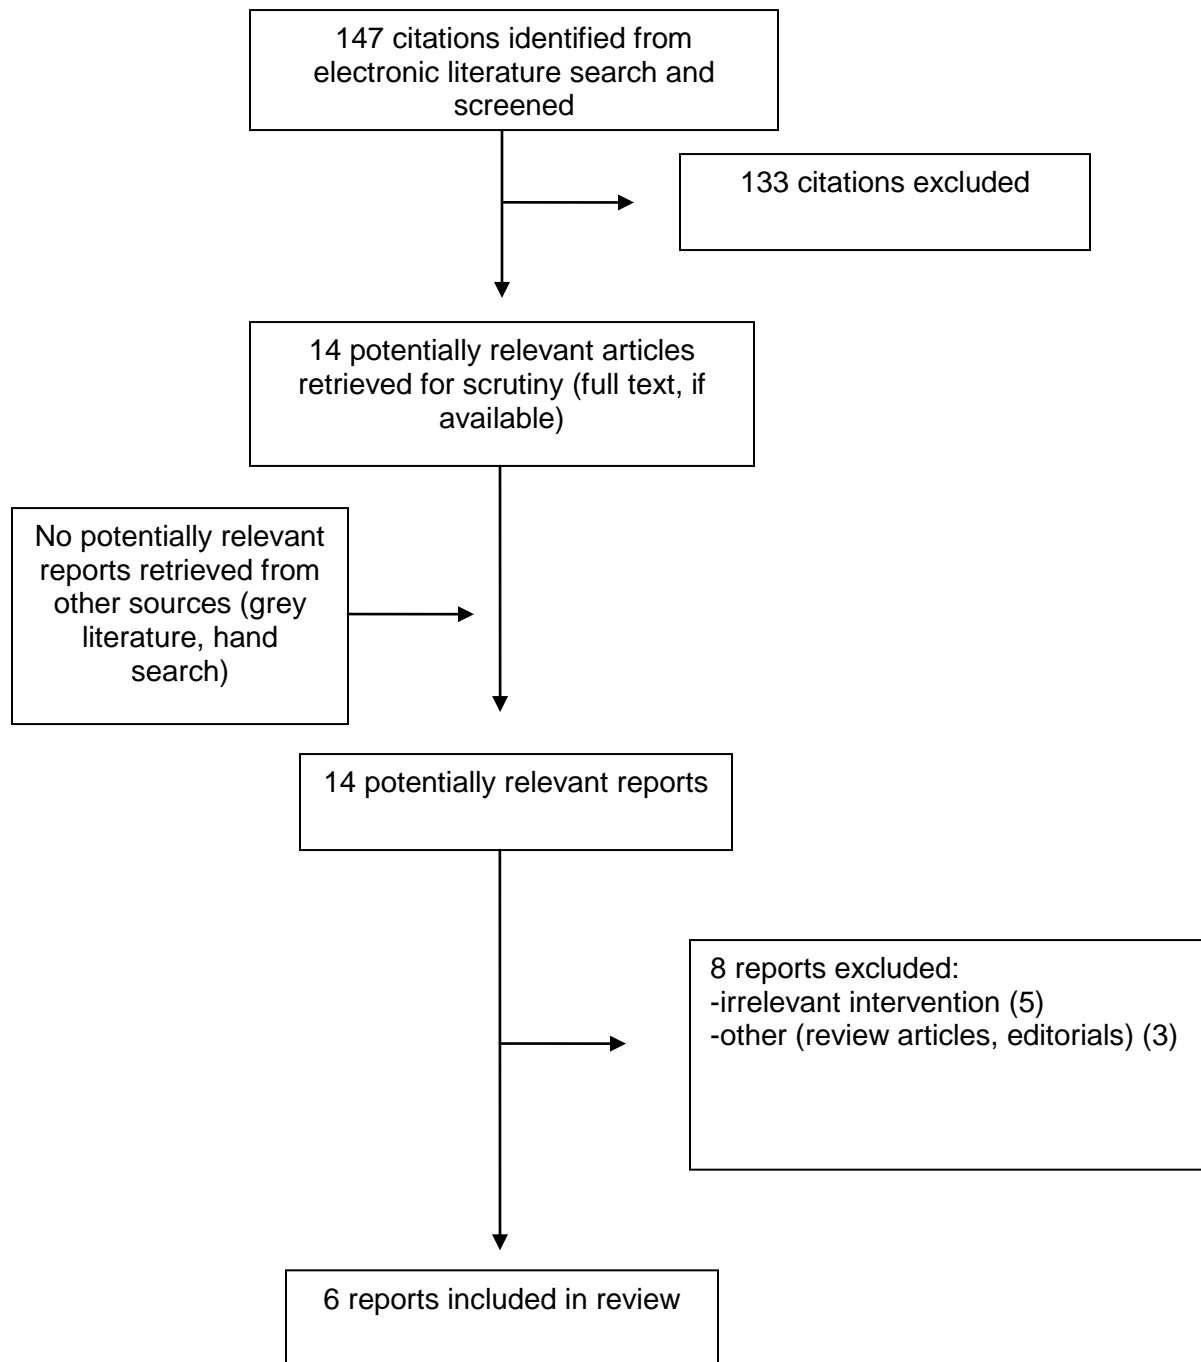 147 citations identified from
electronic literature search and
screened
133 citations excluded
14 potentially relevant articles
retrieved for scrutiny (full text, if
available)
No potentially relevant
reports retrieved from
other sources (grey
literature, hand
search)
14 potentially relevant reports
8 reports excluded:
-irrelevant intervention (5)
-other (review articles, editorials) (3)
6 reports included in review